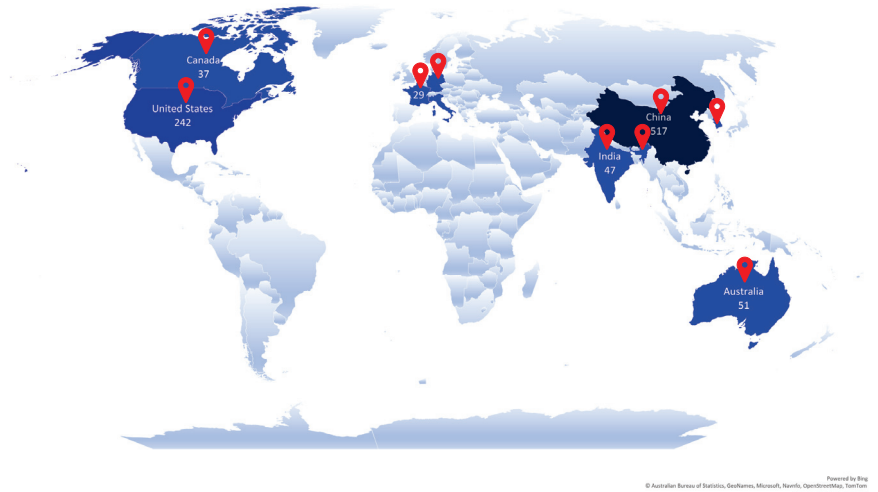 Canada
37
United States
242
29
China
517
India
47
Australia
51
Powered by Bing
© Australian Bureau of Statistics, GeoNames, Microsoft, Navinfo, OpenStreetMap, TomTom